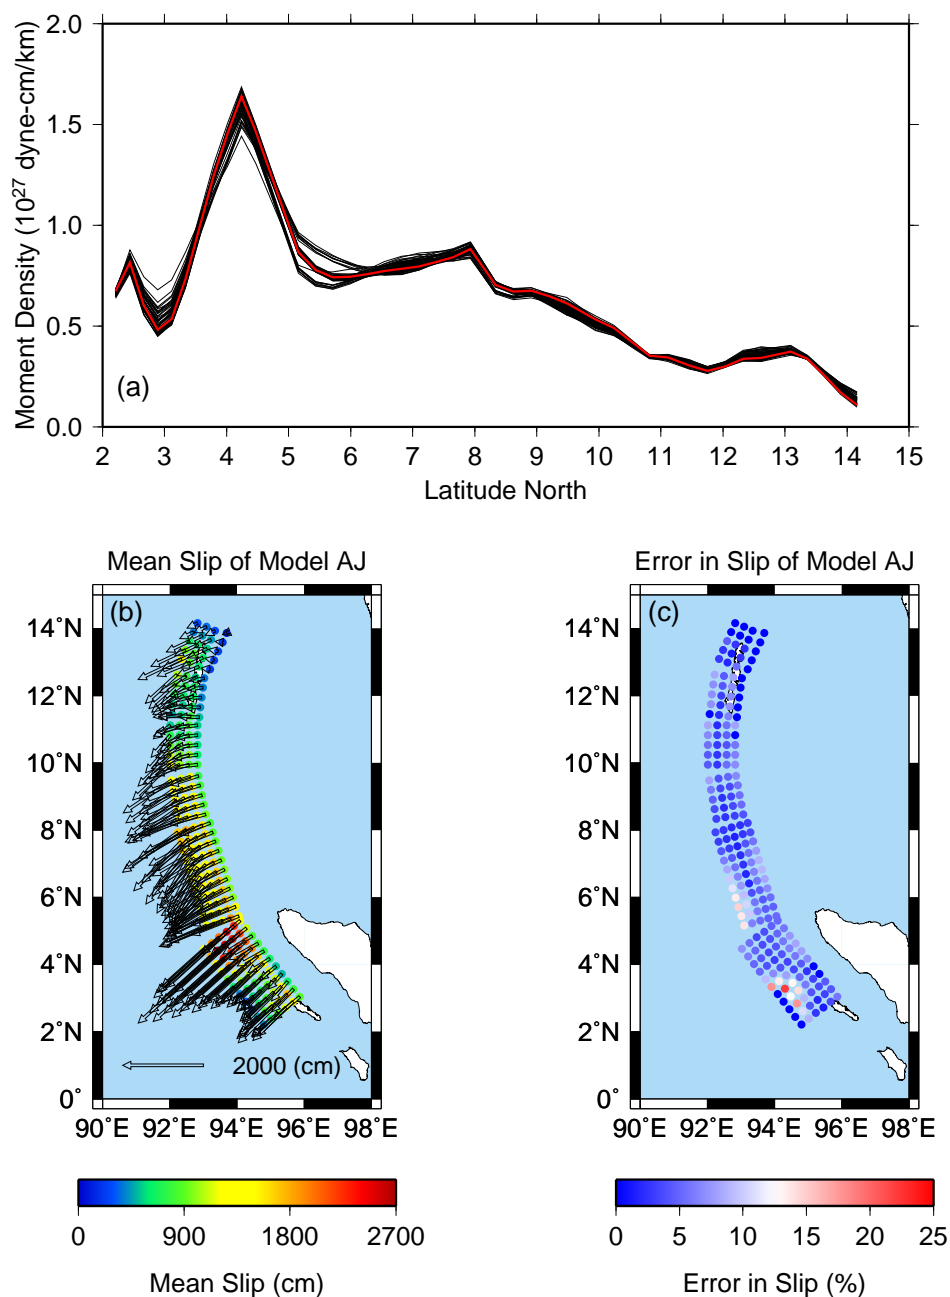 2.0
1.5
1.0
0.5
0.0
Moment Density (10²⁷ dyne-cm/km)
(a)
2 3 4 5 6 7 8 9 10 11 12 13 14 15
Latitude North
Mean Slip of Model AJ
(b)
14˚N
12˚N
10˚N
8˚N
6˚N
4˚N
2˚N
0˚
2000 (cm)
90˚E 92˚E 94˚E 96˚E 98˚E
0 900 1800 2700
Mean Slip (cm)
Error in Slip of Model AJ
(c)
14˚N
12˚N
10˚N
8˚N
6˚N
4˚N
2˚N
0˚
90˚E 92˚E 94˚E 96˚E 98˚E
0 5 10 15 20 25
Error in Slip (%)